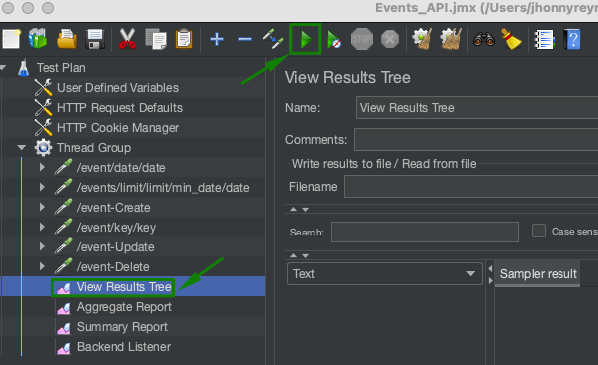 Events_API.jmx (/Users/jhonnyrey
Test Plan
User Defined Variables
HTTP Request Defaults
HTTP Cookie Manager
Thread Group
/event/date/date
/events/limit/limit/min_date/date
/event-Create
/event/key/key
/event-Update
/event-Delete
View Results Tree
Aggregate Report
Summary Report
Backend Listener
View Results Tree
Name: View Results Tree
Comments:
Write results to file / Read from file
Filename
Search: Case sens
Text
Sampler result
STOP